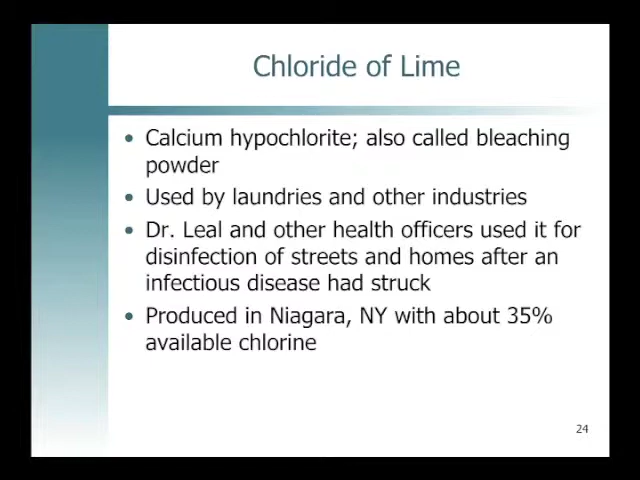 Chloride of Lime
• Calcium hypochlorite; also called bleaching
powder
• Used by laundries and other industries
• Dr. Leal and other health officers used it for
disinfection of streets and homes after an
infectious disease had struck
• Produced in Niagara, NY with about 35%
available chlorine
24